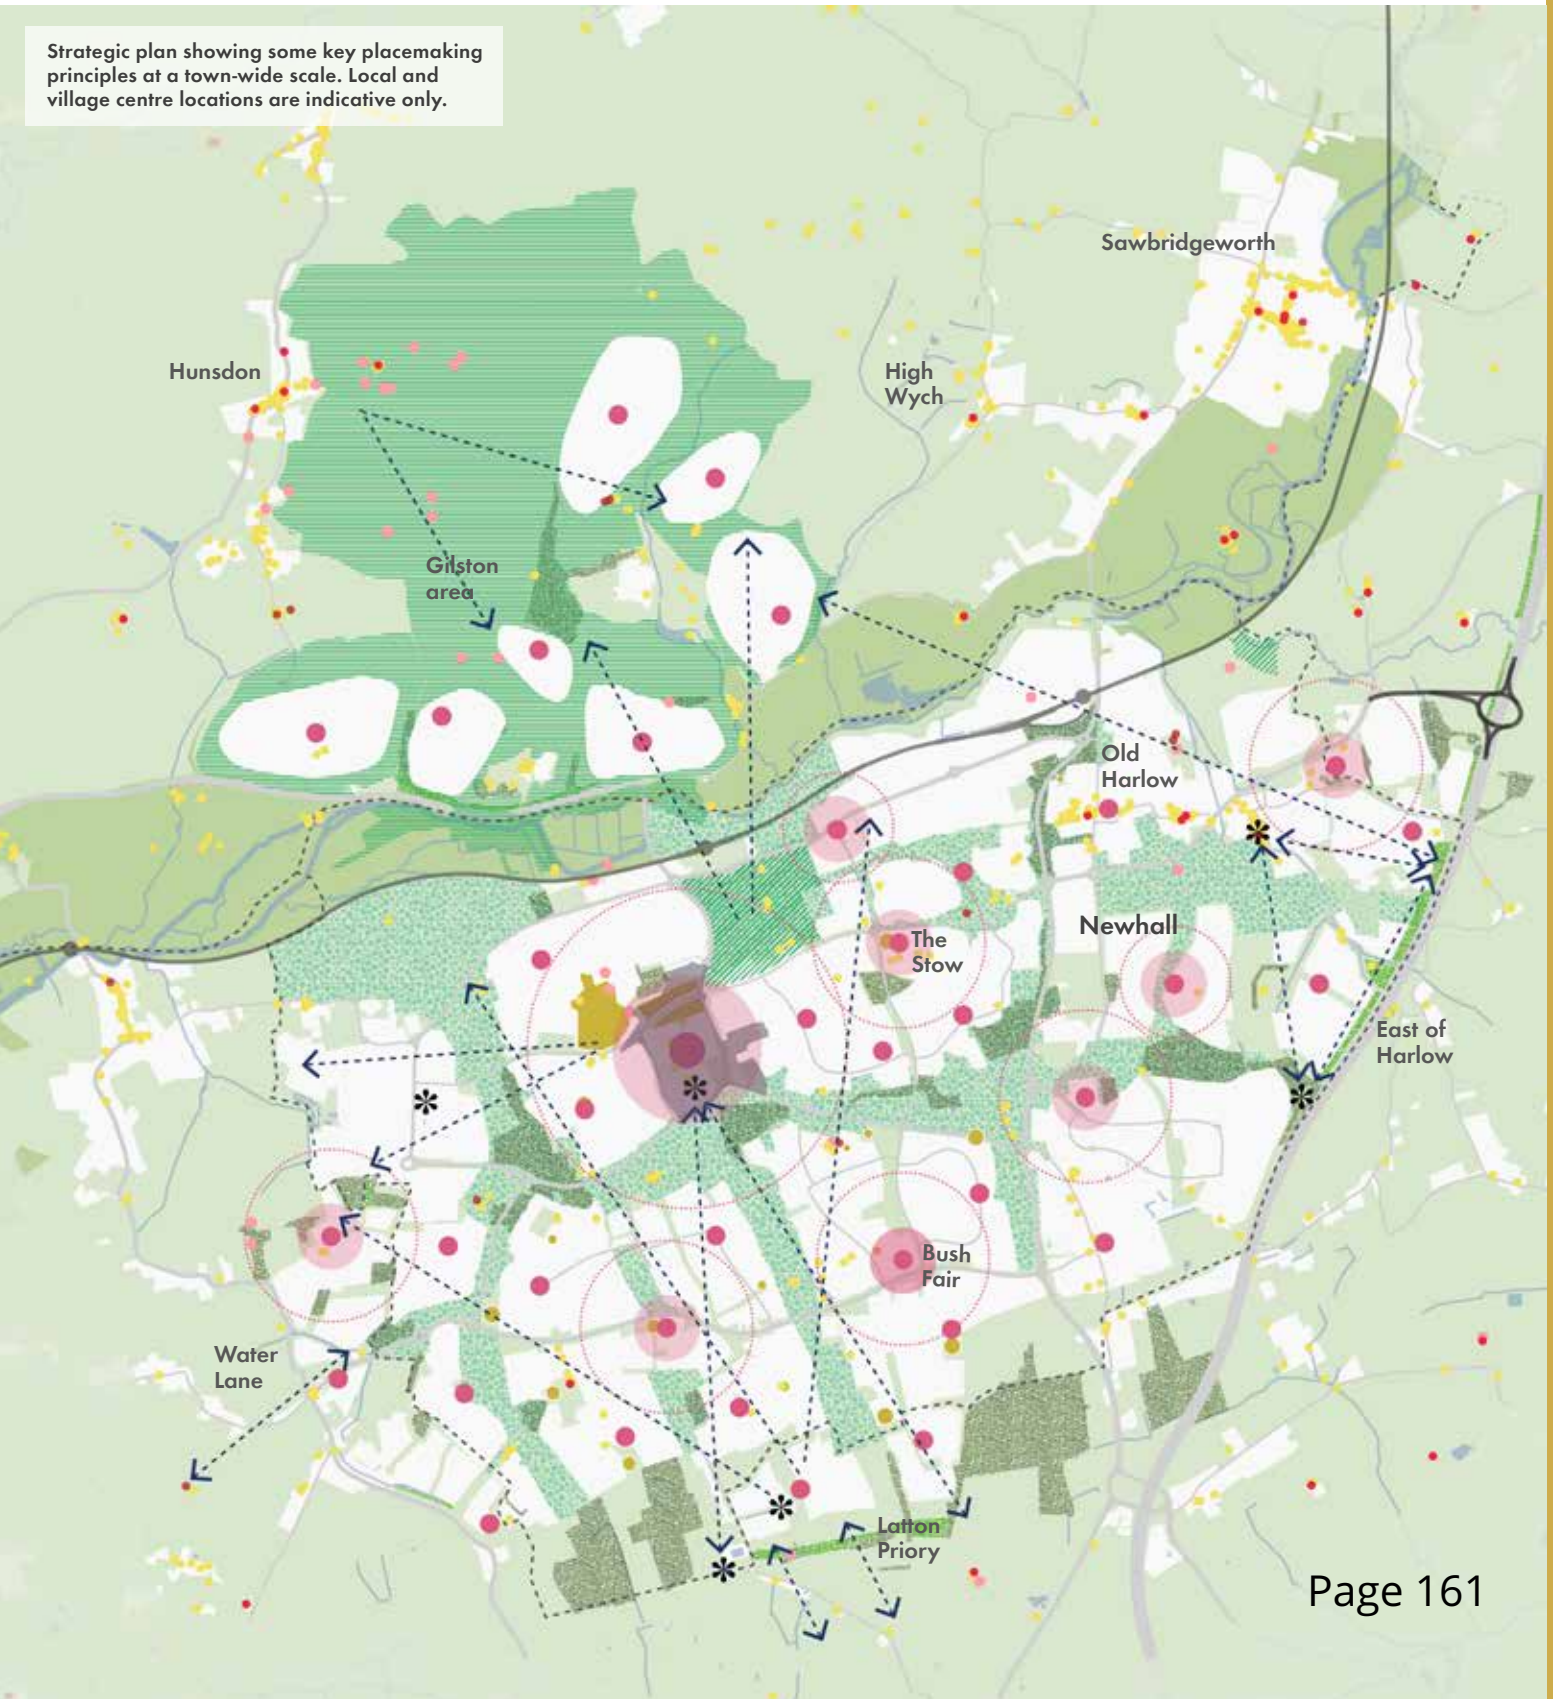 Strategic plan showing some key placemaking
principles at a town-wide scale. Local and
village centre locations are indicative only.
Sawbridgeworth
Hunsdon
High
Wych
Gilston
area
Old
Harlow
Newhall
The
Stow
East of
Harlow
Bush
Fair
Water
Lane
Latton
Priory
Page 161